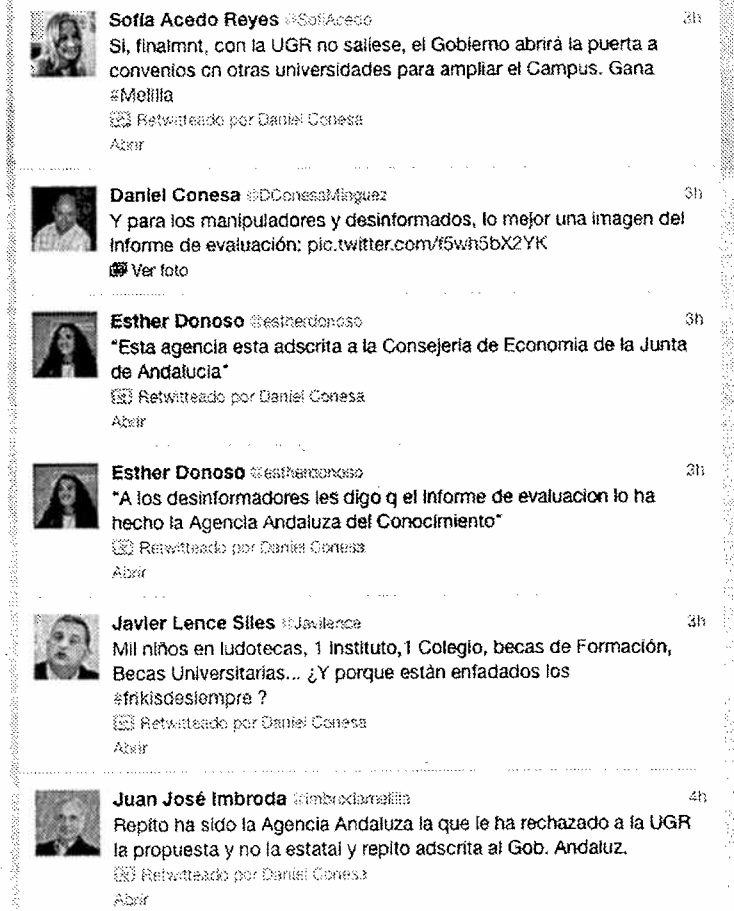 Sofía Acedo Reyes @SofiAcedo 3h
Si, finalmnt, con la UGR no saliese, el Gobierno abrirá la puerta a
convenios cn otras universidades para ampliar el Campus. Gana
#Melilla
Retwitteado por Daniel Conesa
Abrir
Daniel Conesa @DConesaMinguez 3h
Y para los manipuladores y desinformados, lo mejor una imagen del
informe de evaluación: pic.twitter.com/f5wh5bX2YK
Ver foto
Esther Donoso @estherdonoso 3h
"Esta agencia esta adscrita a la Consejeria de Economia de la Junta
de Andalucia"
Retwitteado por Daniel Conesa
Abrir
Esther Donoso @estherdonoso 3h
"A los desinformadores les digo q el informe de evaluacion lo ha
hecho la Agencia Andaluza del Conocimiento"
Retwitteado por Daniel Conesa
Abrir
Javier Lence Siles @Javilence 3h
Mil niños en ludotecas, 1 instituto,1 Colegio, becas de Formación,
Becas Universitarias... ¿Y porque están enfadados los
#frikisdesiempre ?
Retwitteado por Daniel Conesa
Abrir
Juan José Imbroda @imbrodamelilla 4h
Repito ha sido la Agencia Andaluza la que le ha rechazado a la UGR
la propuesta y no la estatal y repito adscrita al Gob. Andaluz.
Retwitteado por Daniel Conesa
Abrir